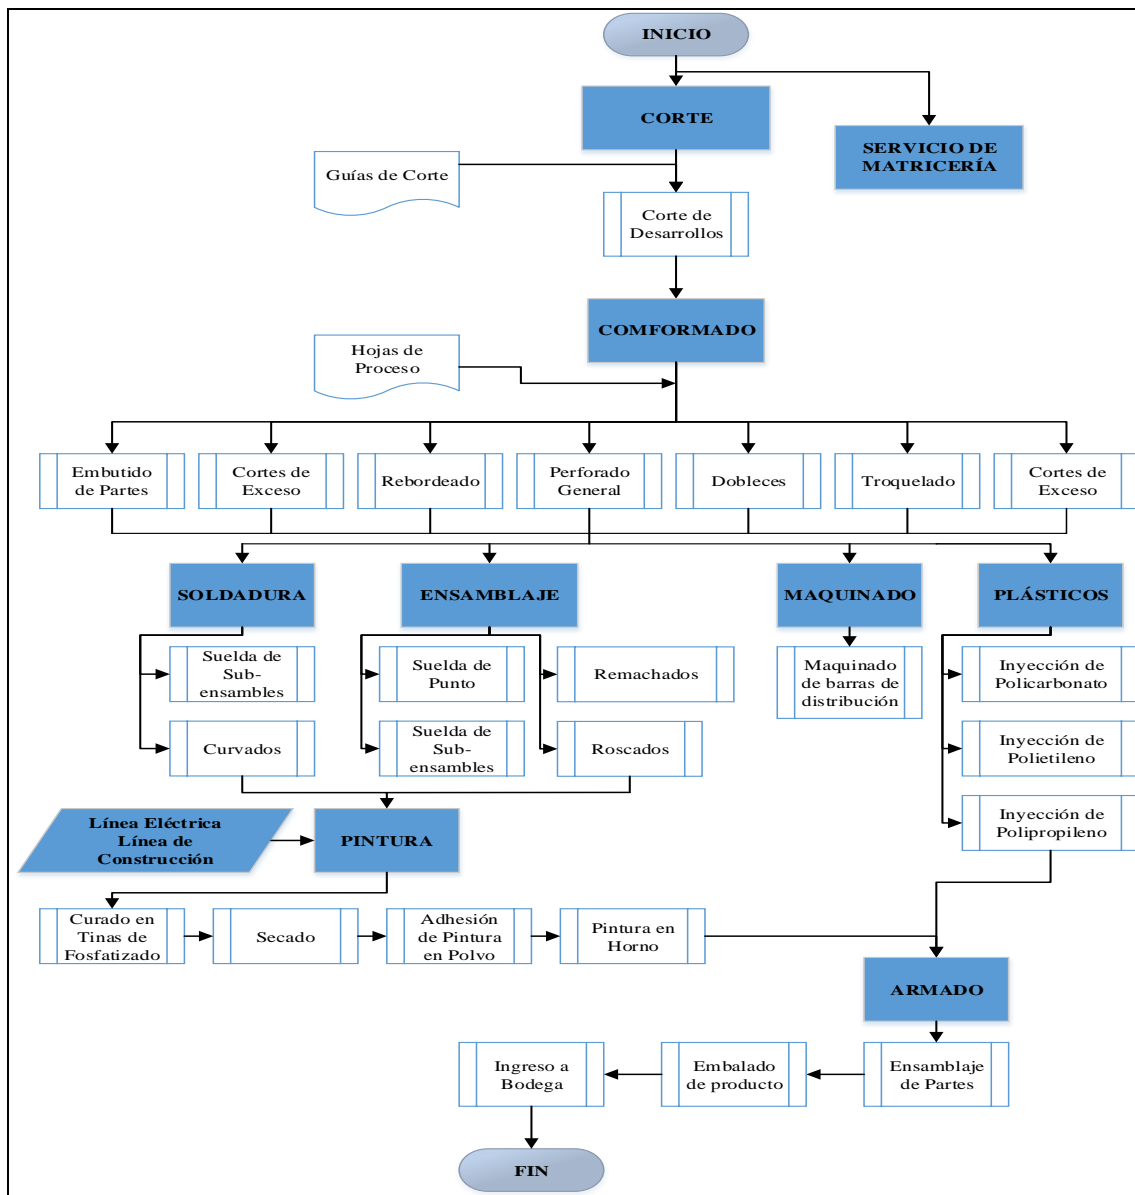 INICIO
CORTE
SERVICIO DE
MATRICERÍA
Guías de Corte
Corte de
Desarrollos
COMFORMADO
Hojas de
Proceso
Embutido
de Partes
Cortes de
Exceso
Rebordeado
Perforado
General
Dobleces
Troquelado
Cortes de
Exceso
SOLDADURA
ENSAMBLAJE
MAQUINADO
PLÁSTICOS
Suelda de
Sub-
ensambles
Suelda de
Punto
Remachados
Maquinado
de barras de
distribución
Inyección de
Policarbonato
Curvados
Suelda de
Sub-
ensambles
Roscados
Inyección de
Polietileno
Inyección de
Polipropileno
Línea Eléctrica
Línea de
Construcción
PINTURA
Curado en
Tinas de
Fosfatizado
Secado
Adhesión
de Pintura
en Polvo
Pintura en
Horno
ARMADO
Ingreso a
Bodega
Embalado
de producto
Ensamblaje
de Partes
FIN